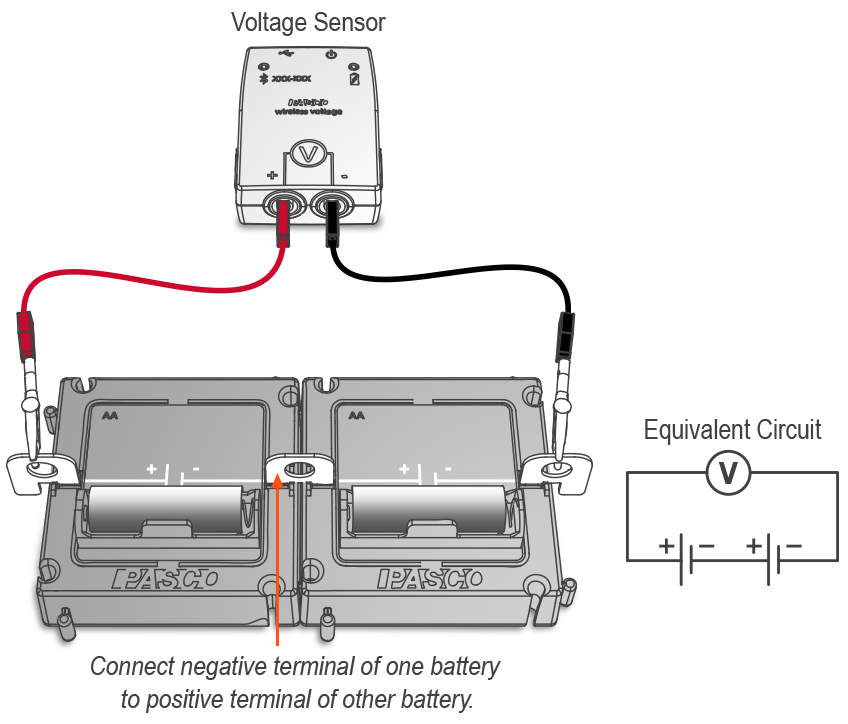 Voltage Sensor
XXX-XXX
PASCO
wireless voltage
V
+ -
AA
AA
+ -
+ -
PASCO
PASCO
Equivalent Circuit
V
+ - + -
Connect negative terminal of one battery
to positive terminal of other battery.